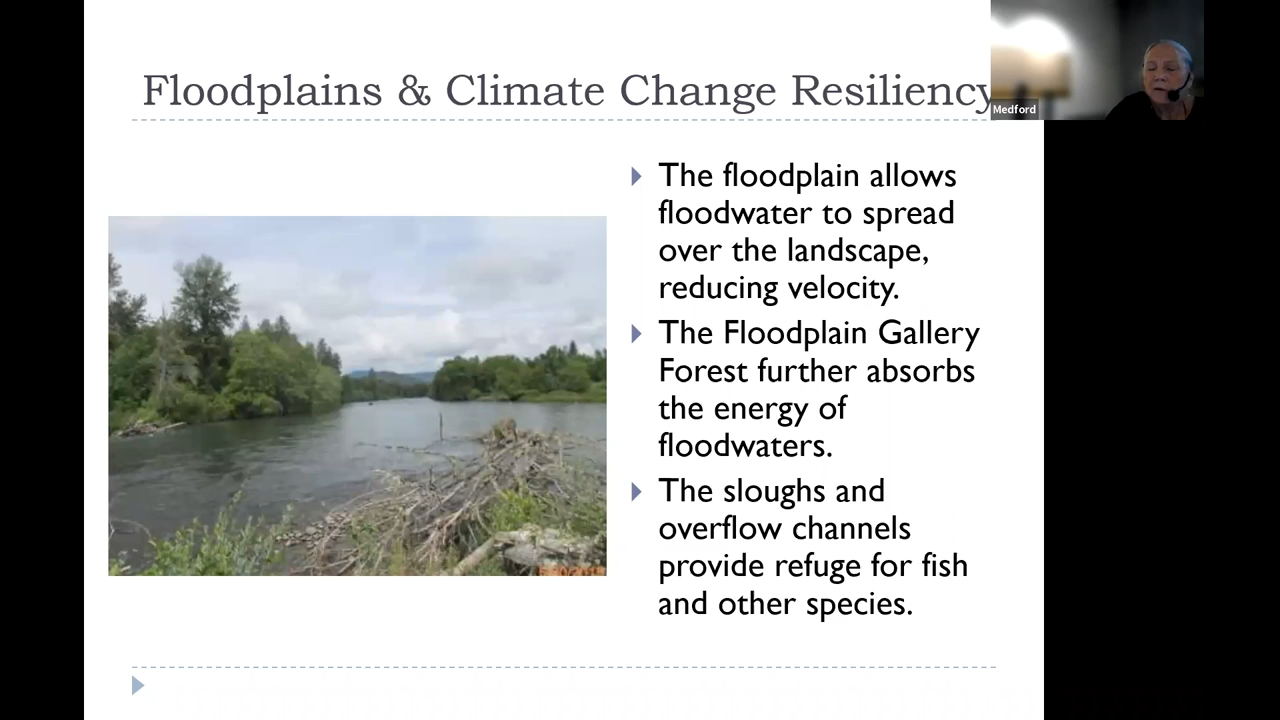 Floodplains & Climate Change Resiliency
Medford
The floodplain allows
floodwater to spread
over the landscape,
reducing velocity.
The Floodplain Gallery
Forest further absorbs
the energy of
floodwaters.
The sloughs and
overflow channels
provide refuge for fish
and other species.